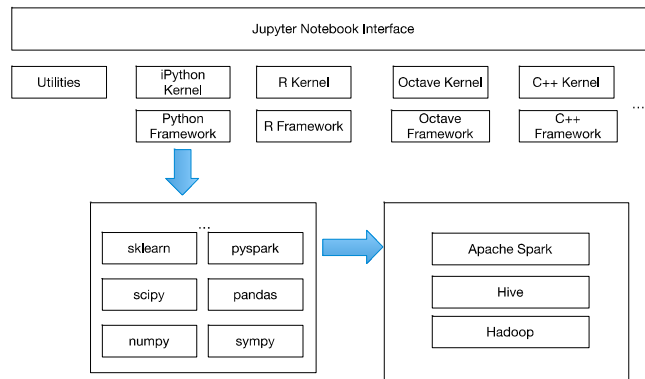 Jupyter Notebook Interface
Utilities
iPython
Kernel
R Kernel
Octave Kernel
C++ Kernel
...
Python
Framework
R Framework
Octave
Framework
C++
Framework
...
sklearn
pyspark
scipy
pandas
numpy
sympy
Apache Spark
Hive
Hadoop